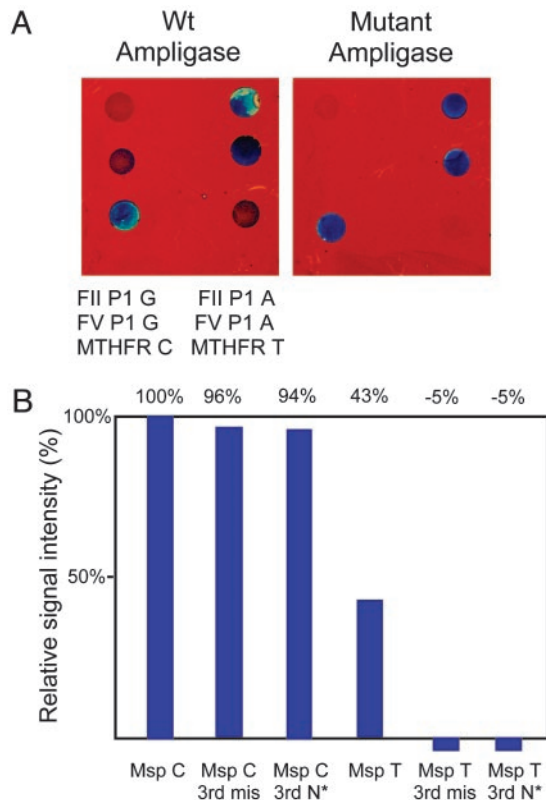 A
Wt
Ampligase
Mutant
Ampligase
FII P1 G FII P1 A
FV P1 G FV P1 A
MTHFR C MTHFR T
B
100% 96% 94% 43% -5% -5%
100%
50%
Relative signal intensity (%)
Msp C Msp C Msp C Msp T Msp T Msp T
3rd mis 3rd N* 3rd mis 3rd N*